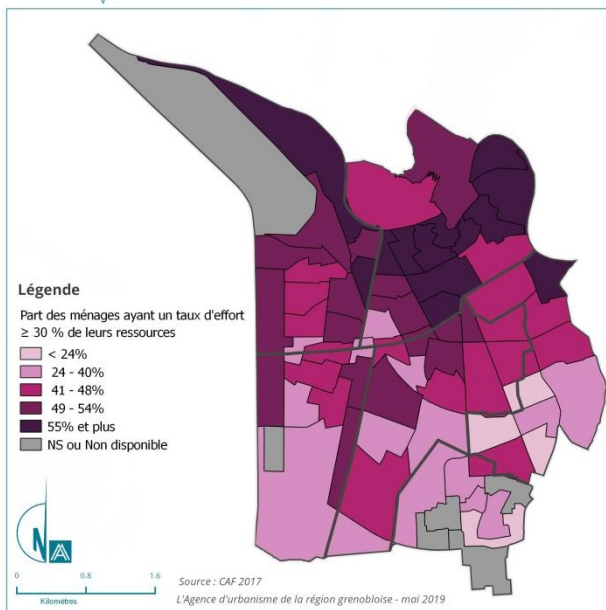 Légende
Part des ménages ayant un taux d'effort
≥ 30 % de leurs ressources
< 24%
24 - 40%
41 - 48%
49 - 54%
55% et plus
NS ou Non disponible
N
0 0.8 1.6
Kilomètres
Source : CAF 2017
L'Agence d'urbanisme de la région grenobloise - mai 2019